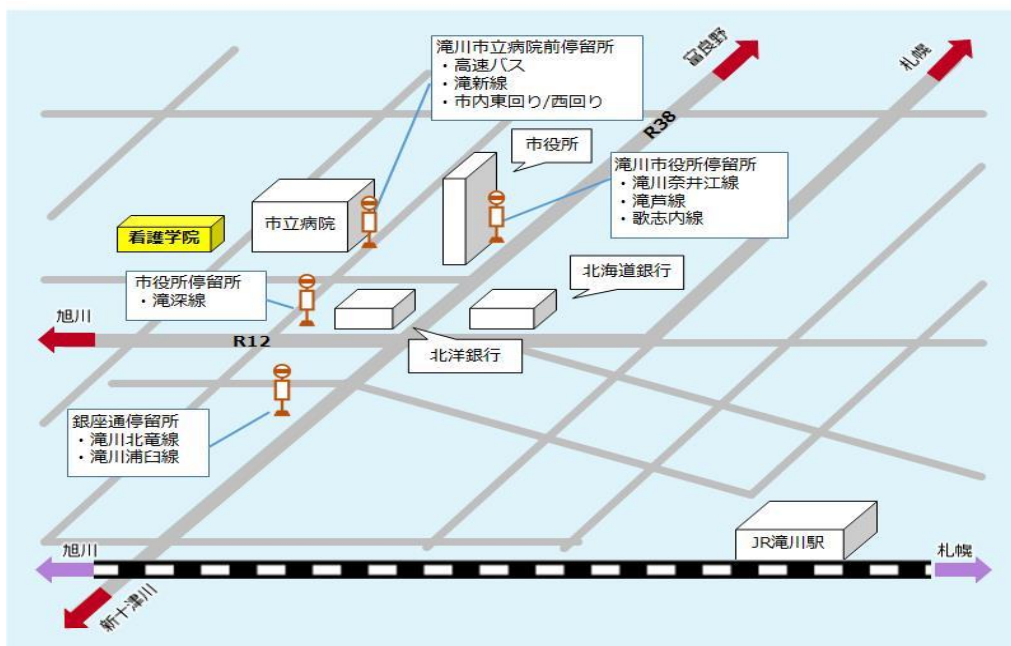 滝川市立病院前停留所
・高速バス
・滝新線
・市内東回り/西回り
富良野
札幌
R38
市役所
滝川市役所停留所
・滝川奈井江線
・滝芦線
・歌志内線
市立病院
看護学院
北海道銀行
市役所停留所
・滝深線
旭川
R12
北洋銀行
銀座通停留所
・滝川北竜線
・滝川浦臼線
JR滝川駅
旭川
札幌
新十津川